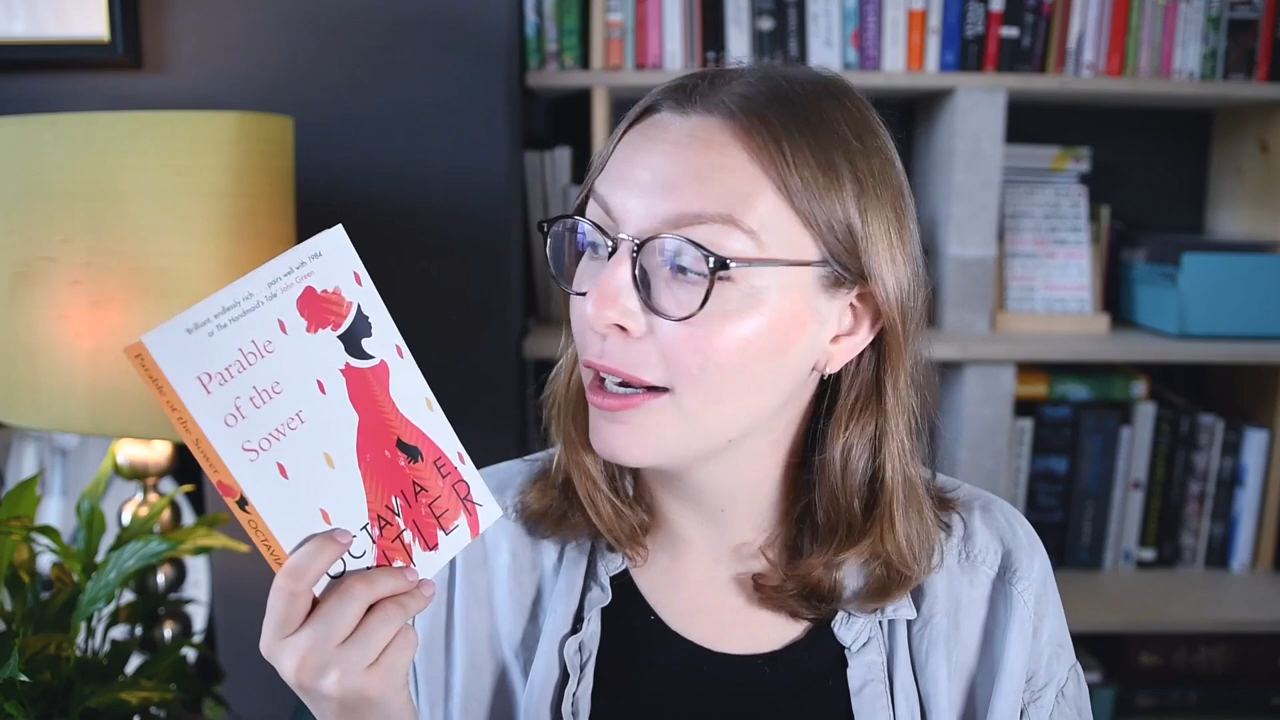 'Brilliant, endlessly rich . . . pairs well with 1984
or The Handmaid's Tale' John Green
Parable
of the
Sower
OCTAVIA E.
BUTLER
Parable of the Sower
OCTAVIA